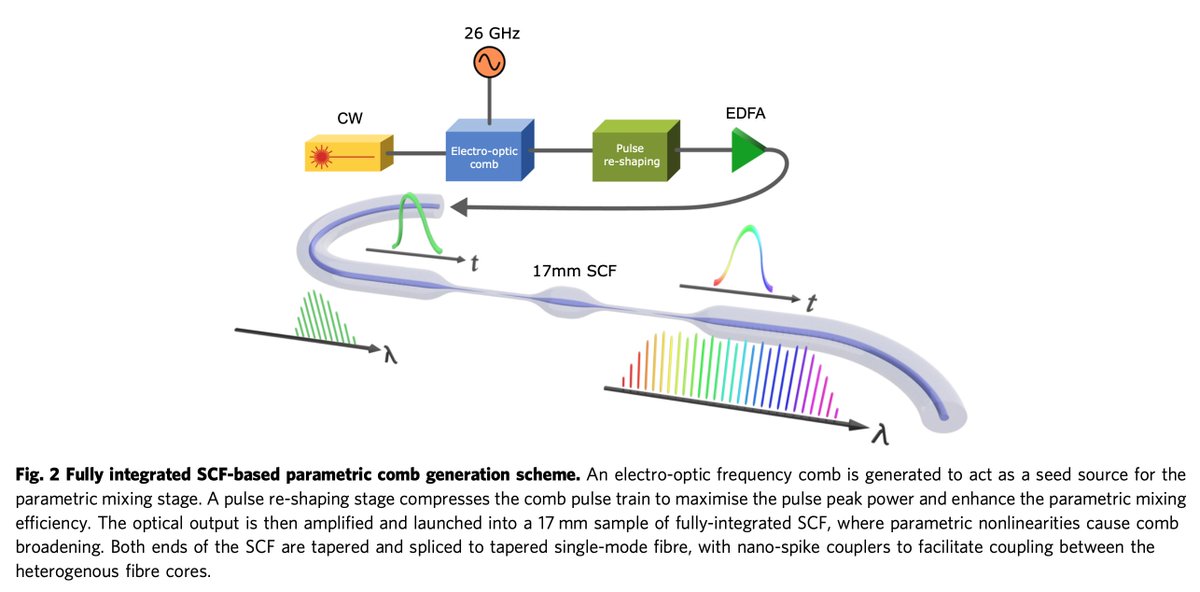 26 GHz
CW
EDFA
Electro-optic
comb
Pulse
re-shaping
t
17mm SCF
t
λ
λ
Fig. 2 Fully integrated SCF-based parametric comb generation scheme. An electro-optic frequency comb is generated to act as a seed source for the
parametric mixing stage. A pulse re-shaping stage compresses the comb pulse train to maximise the pulse peak power and enhance the parametric mixing
efficiency. The optical output is then amplified and launched into a 17 mm sample of fully-integrated SCF, where parametric nonlinearities cause comb
broadening. Both ends of the SCF are tapered and spliced to tapered single-mode fibre, with nano-spike couplers to facilitate coupling between the
heterogenous fibre cores.